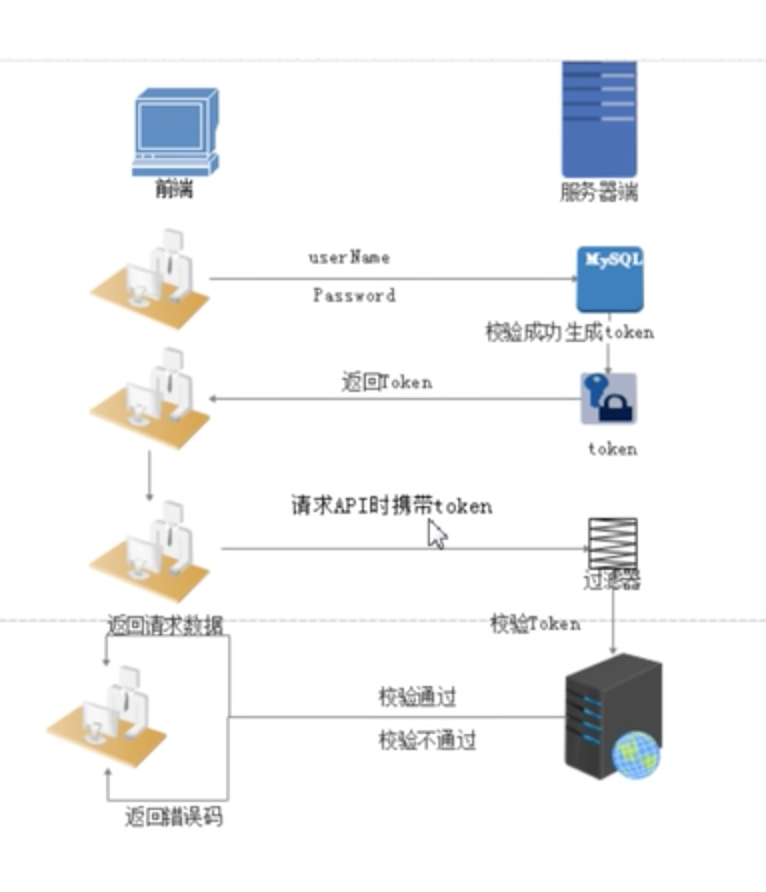 前端
服务器端
userName
MySQL
Password
校验成功生成token
返回Token
token
请求API时携带token
过滤器
返回请求数据
校验Token
校验通过
校验不通过
返回错误码